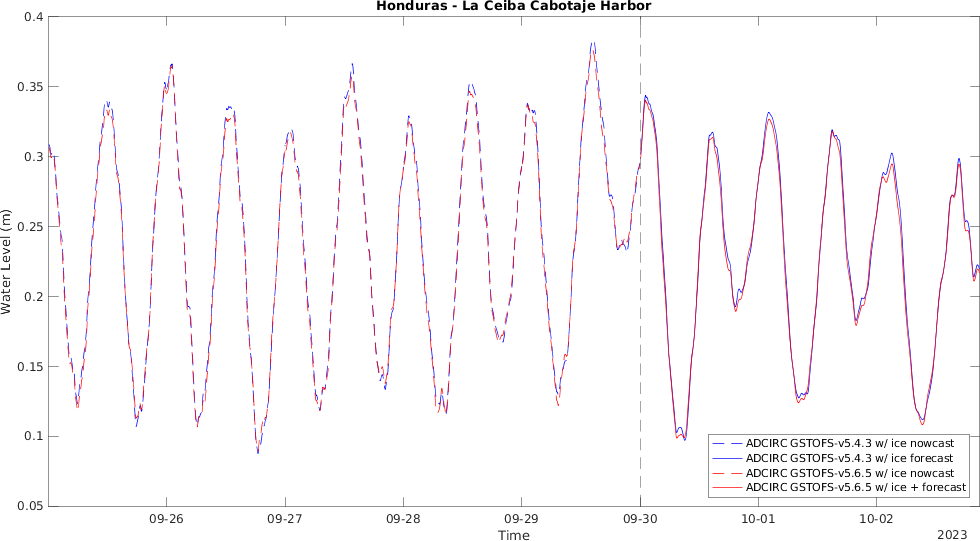 Honduras - La Ceiba Cabotaje Harbor
0.4
0.35
0.3
0.25
0.2
0.15
0.1
0.05
Water Level (m)
09-26
09-27
09-28
09-29
09-30
10-01
10-02
Time
2023
ADCIRC GSTOFS-v5.4.3 w/ ice nowcast
ADCIRC GSTOFS-v5.4.3 w/ ice forecast
ADCIRC GSTOFS-v5.6.5 w/ ice nowcast
ADCIRC GSTOFS-v5.6.5 w/ ice + forecast